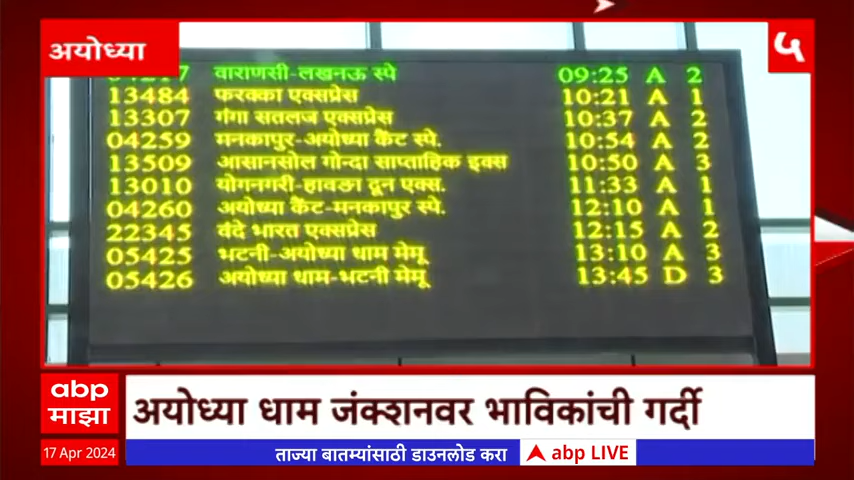 अयोध्या
५
वाराणसी-लखनऊ स्पे 09:25 A 2
13484 फरक्का एक्सप्रेस 10:21 A 1
13307 गंगा सतलज एक्सप्रेस 10:37 A 2
04259 मनकापुर-अयोध्या कैंट स्पे. 10:54 A 2
13509 आसानसोल गोन्दा साप्ताहिक इक्स 10:50 A 3
13010 योगनगरी-हावङा दून एक्स. 11:33 A 1
04260 अयोध्या कैंट-मनकापुर स्पे. 12:10 A 1
22345 वंदे भारत एक्सप्रेस 12:15 A 2
05425 भटनी-अयोध्या धाम मेमू 13:10 A 3
05426 अयोध्या धाम-भटनी मेमू 13:45 D 3
abp
माझा
अयोध्या धाम जंक्शनवर भाविकांची गर्दी
17 Apr 2024
ताज्या बातम्यांसाठी डाउनलोड करा
abp LIVE